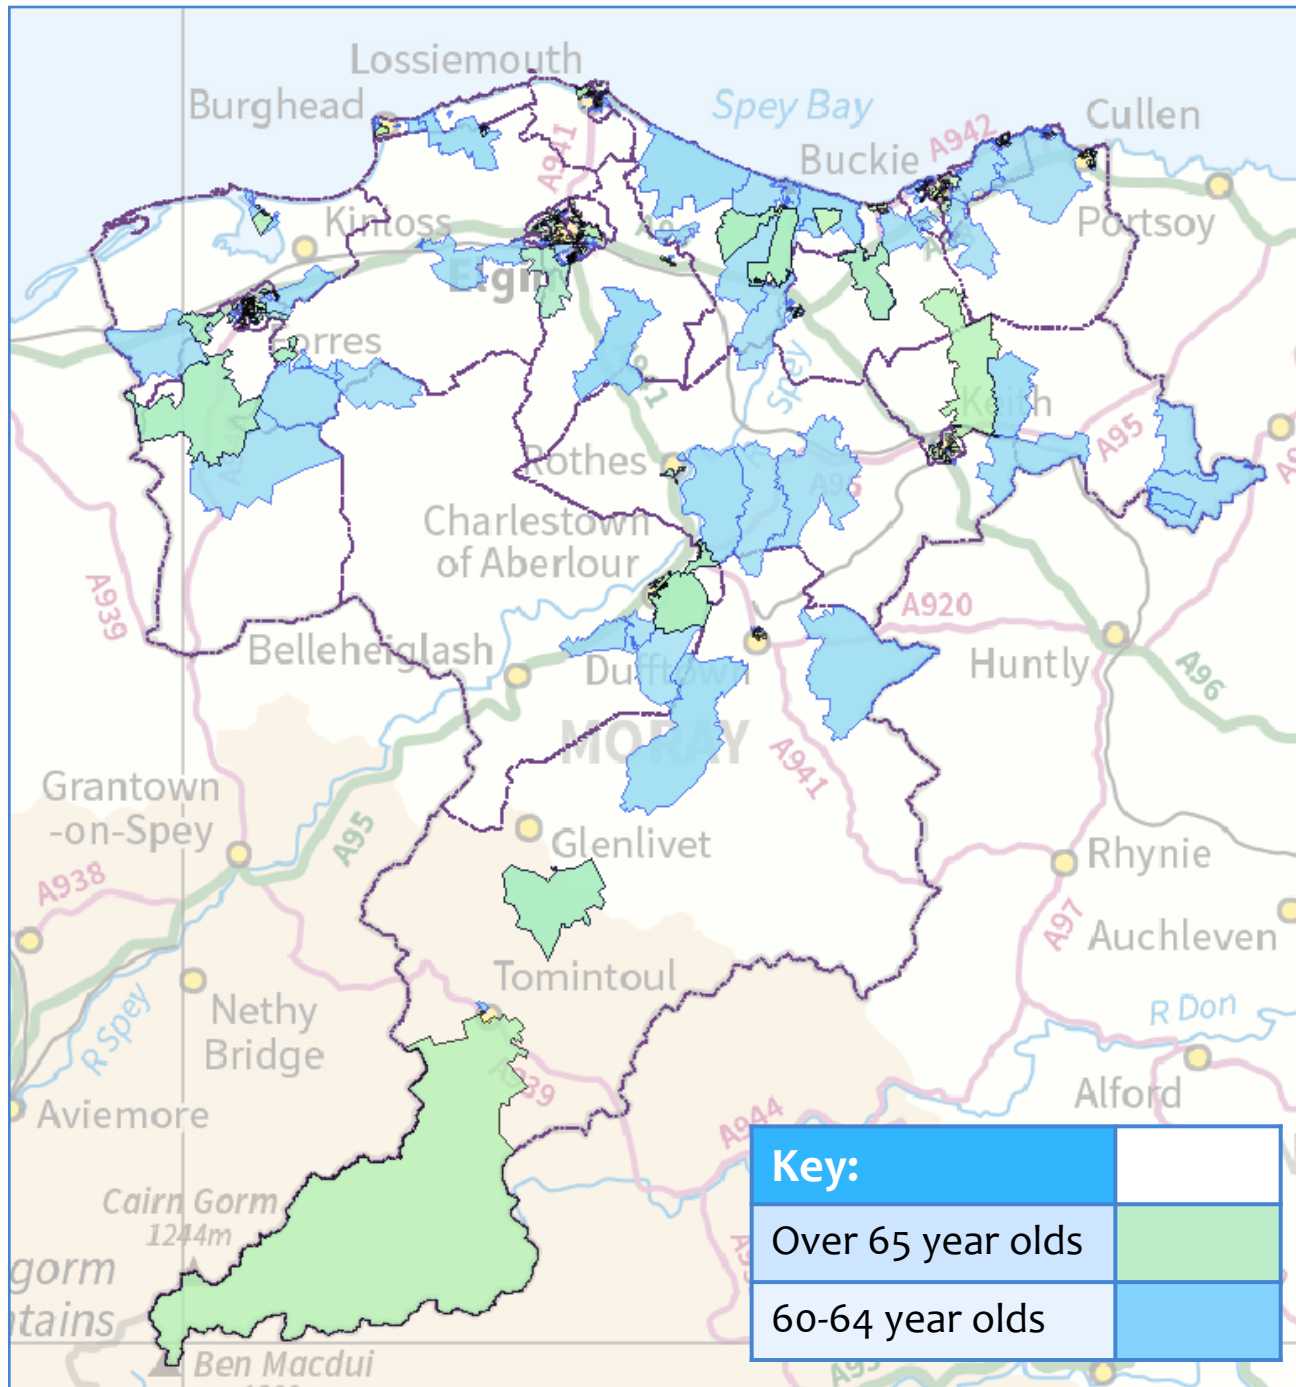 Lossiemouth
Burghead
Spey Bay
Cullen
A942
A941
Buckie
Kinloss
Portsoy
Elgin
Forres
Keith
A95
Spey
Rothes
Charlestown
of Aberlour
A939
A920
Belleheiglash
Dufftown
Huntly
A96
MORAY
A941
Grantown
-on-Spey
A95
Glenlivet
Rhynie
A938
A97
Auchleven
Tomintoul
Nethy
Bridge
R Spey
R Don
A939
Alford
Aviemore
A944
Key:
Cairn Gorm
1244m
Over 65 year olds
gorm
tains
60-64 year olds
Ben Macdui